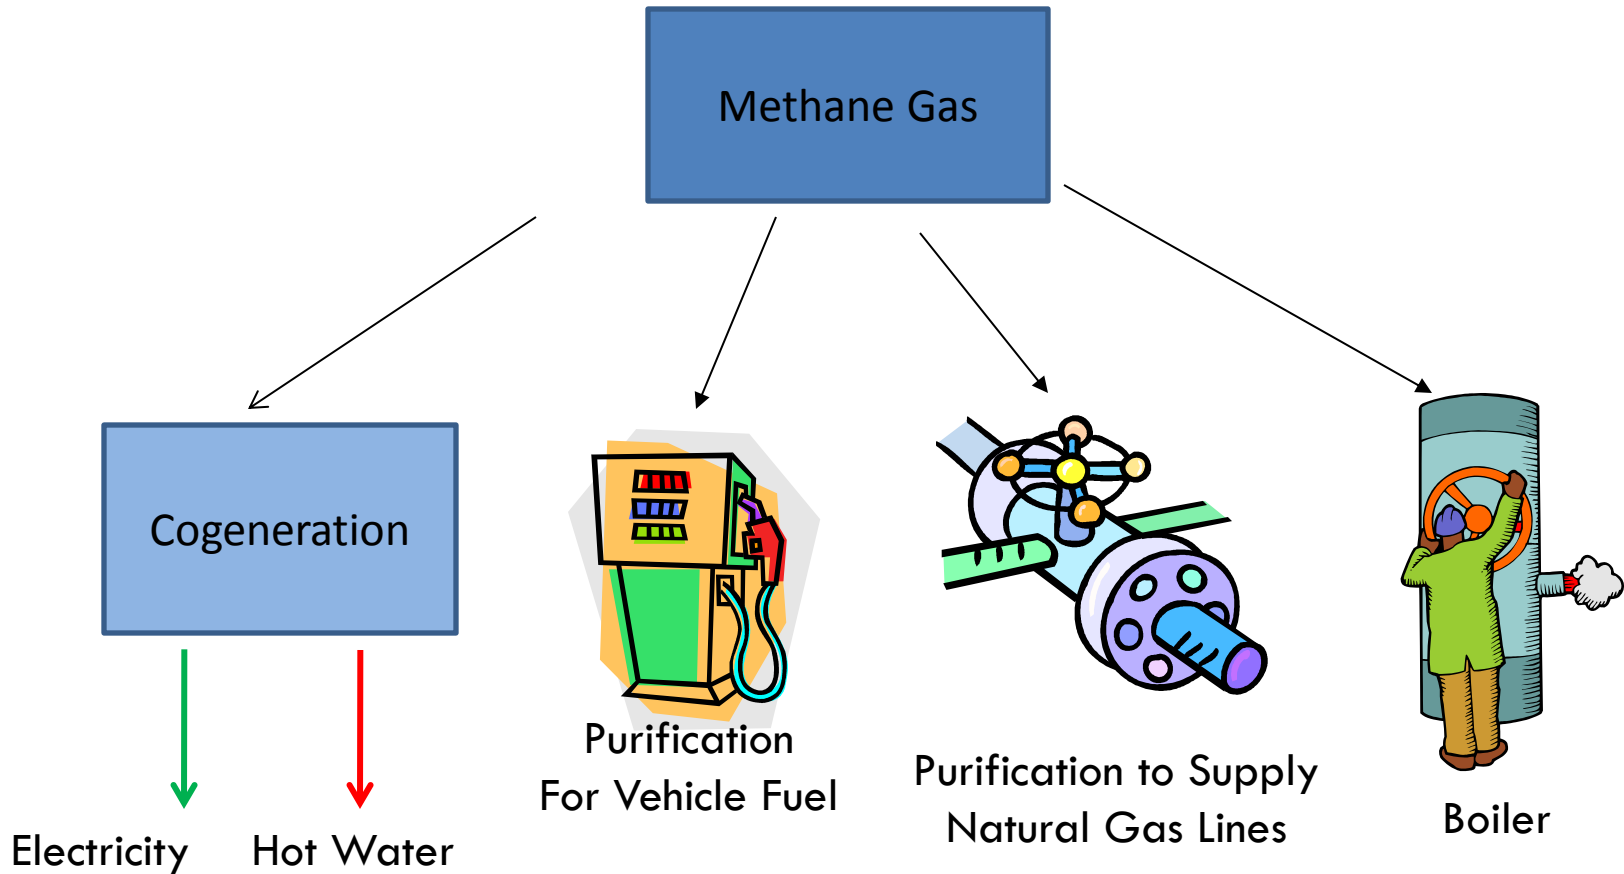 Methane Gas
Cogeneration
Electricity
Hot Water
Purification
For Vehicle Fuel
Purification to Supply
Natural Gas Lines
Boiler